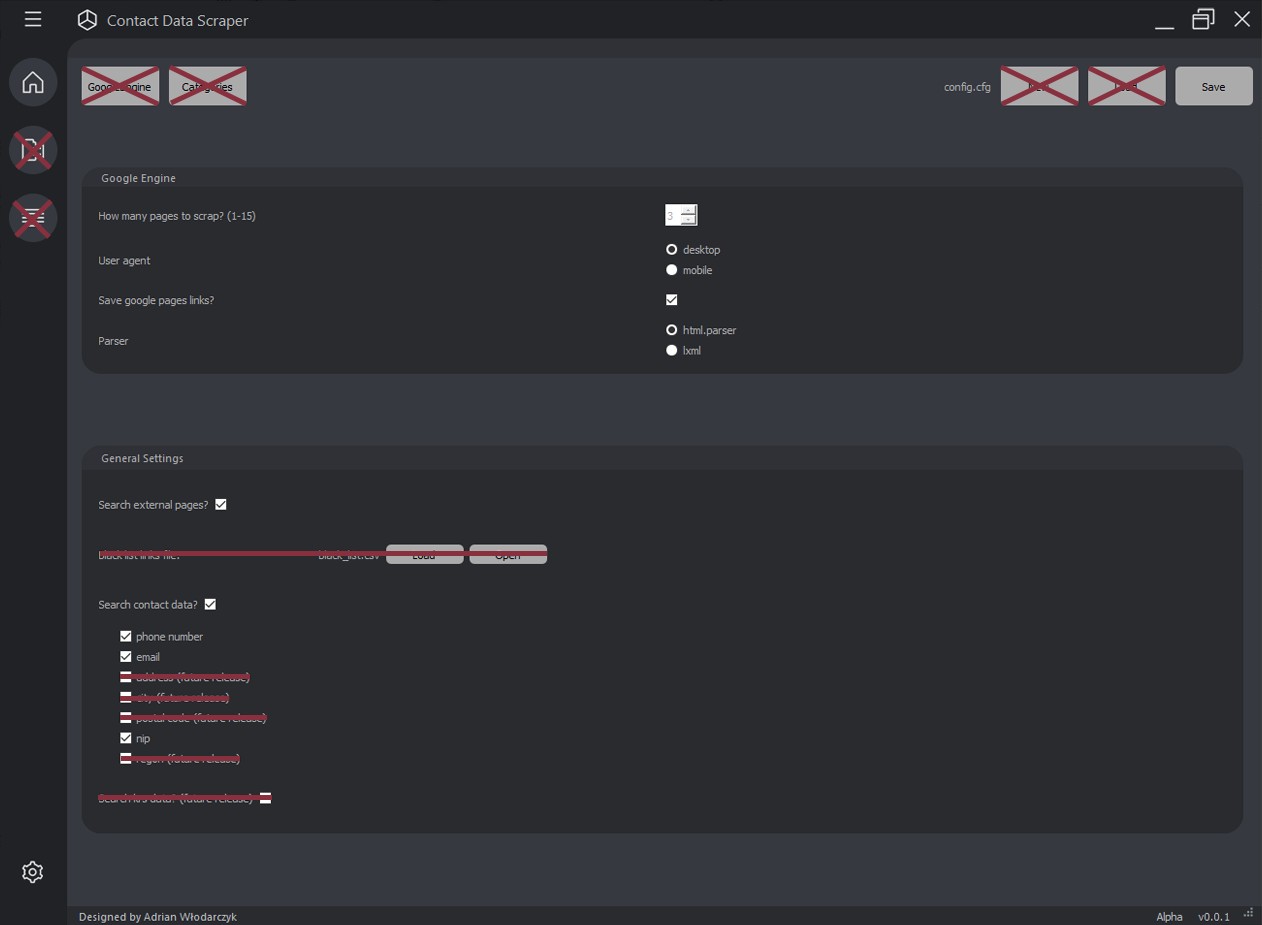 Contact Data Scraper
Google Engine
Categories
config.cfg
Save
Google Engine
How many pages to scrap? (1-15)
3
User agent
desktop
mobile
Save google pages links?
Parser
html.parser
lxml
General Settings
Search external pages?
black list links file:
black_list.csv
Load
Open
Search contact data?
phone number
email
address (future release)
city (future release)
postal code (future release)
nip
regon (future release)
Search krs data? (future release)
Designed by Adrian Włodarczyk
Alpha v0.0.1